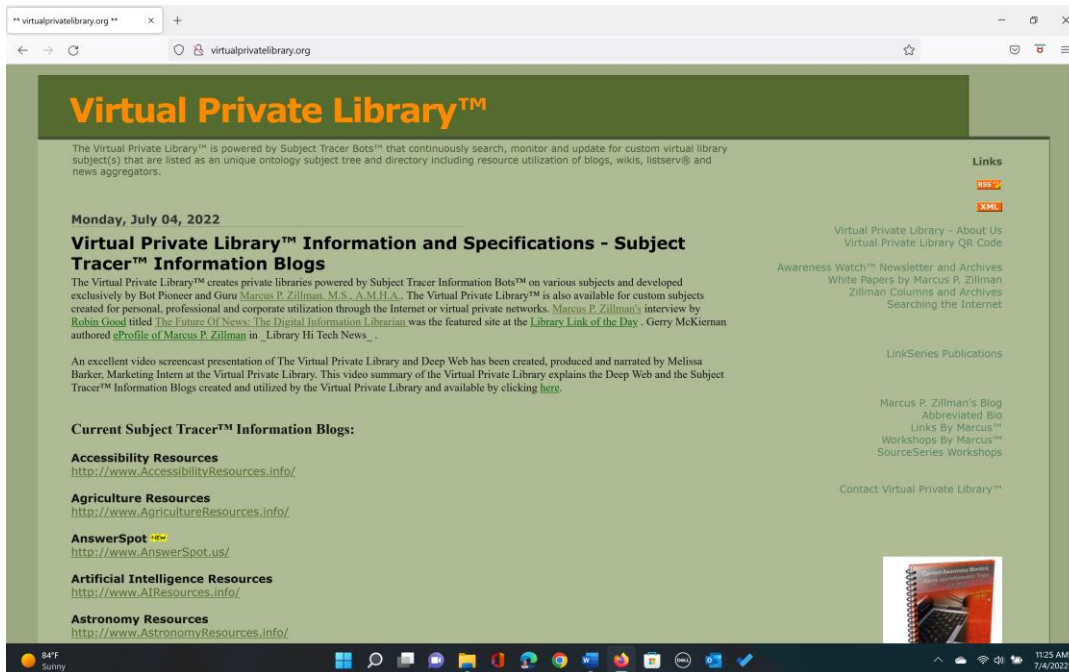 ** virtualprivatelibrary.org **
virtualprivatelibrary.org
Virtual Private Library™
The Virtual Private Library™ is powered by Subject Tracer Bots™ that continuously search, monitor and update for custom virtual library
subject(s) that are listed as an unique ontology subject tree and directory including resource utilization of blogs, wikis, listserv® and
news aggregators.
Links
RSS
XML
Monday, July 04, 2022
Virtual Private Library™ Information and Specifications - Subject
Tracer™ Information Blogs
The Virtual Private Library™ creates private libraries powered by Subject Tracer Information Bots™ on various subjects and developed
exclusively by Bot Pioneer and Guru Marcus P. Zillman, M.S., A.M.H.A.. The Virtual Private Library™ is also available for custom subjects
created for personal, professional and corporate utilization through the Internet or virtual private networks. Marcus P. Zillman's interview by
Robin Good titled The Future Of News: The Digital Information Librarian was the featured site at the Library Link of the Day . Gerry McKiernan
authored eProfile of Marcus P. Zillman in _Library Hi Tech News_ .
An excellent video screencast presentation of The Virtual Private Library and Deep Web has been created, produced and narrated by Melissa
Barker, Marketing Intern at the Virtual Private Library. This video summary of the Virtual Private Library explains the Deep Web and the Subject
Tracer™ Information Blogs created and utilized by the Virtual Private Library and available by clicking here.
Current Subject Tracer™ Information Blogs:
Accessibility Resources
http://www.AccessibilityResources.info/
Agriculture Resources
http://www.AgricultureResources.info/
AnswerSpot NEW
http://www.AnswerSpot.us/
Artificial Intelligence Resources
http://www.AIResources.info/
Astronomy Resources
http://www.AstronomyResources.info/
Virtual Private Library - About Us
Virtual Private Library QR Code
Awareness Watch™ Newsletter and Archives
White Papers by Marcus P. Zillman
Zillman Columns and Archives
Searching the Internet
LinkSeries Publications
Marcus P. Zillman's Blog
Abbreviated Bio
Links By Marcus™
Workshops By Marcus™
SourceSeries Workshops
Contact Virtual Private Library™
84°F
Sunny
DELL
11:25 AM
7/4/2022